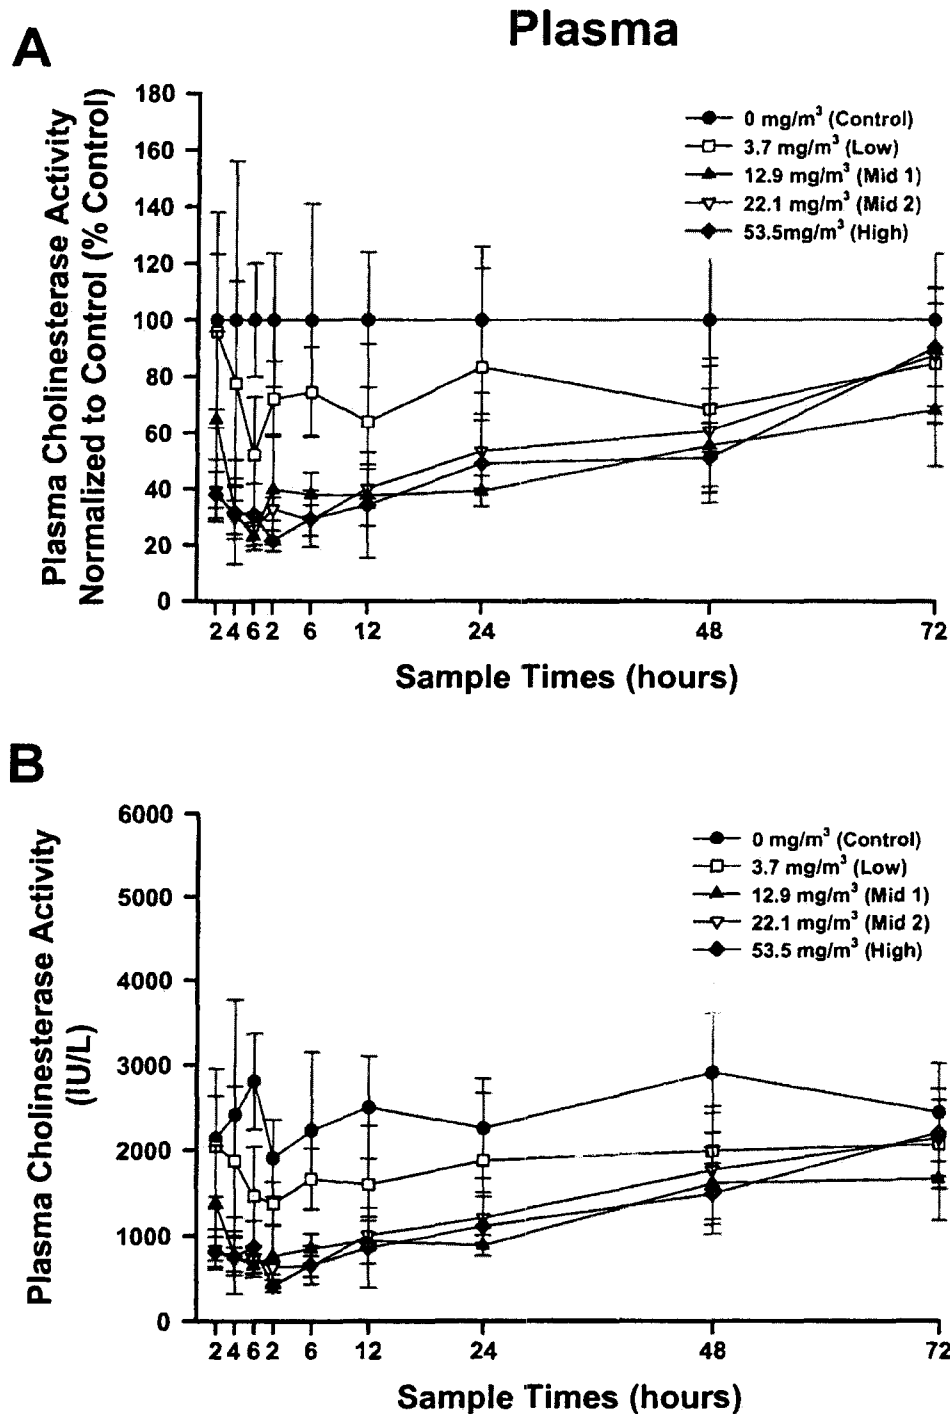 Plasma
A
Plasma Cholinesterase Activity
Normalized to Control (% Control)
180
160
140
120
100
80
60
40
20
0
0 mg/m³ (Control)
3.7 mg/m³ (Low)
12.9 mg/m³ (Mid 1)
22.1 mg/m³ (Mid 2)
53.5mg/m³ (High)
2 4 6 2 6 12 24 48 72
Sample Times (hours)
B
Plasma Cholinesterase Activity
(IU/L)
6000
5000
4000
3000
2000
1000
0
0 mg/m³ (Control)
3.7 mg/m³ (Low)
12.9 mg/m³ (Mid 1)
22.1 mg/m³ (Mid 2)
53.5 mg/m³ (High)
2 4 6 2 6 12 24 48 72
Sample Times (hours)